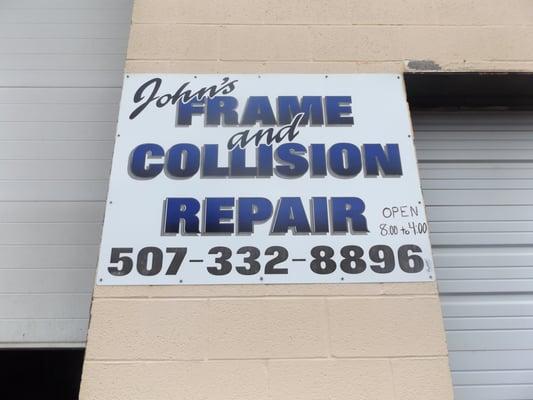 John's
FRAME
and
COLLISION
REPAIR
OPEN
8:00 to 4:00
507-332-8896